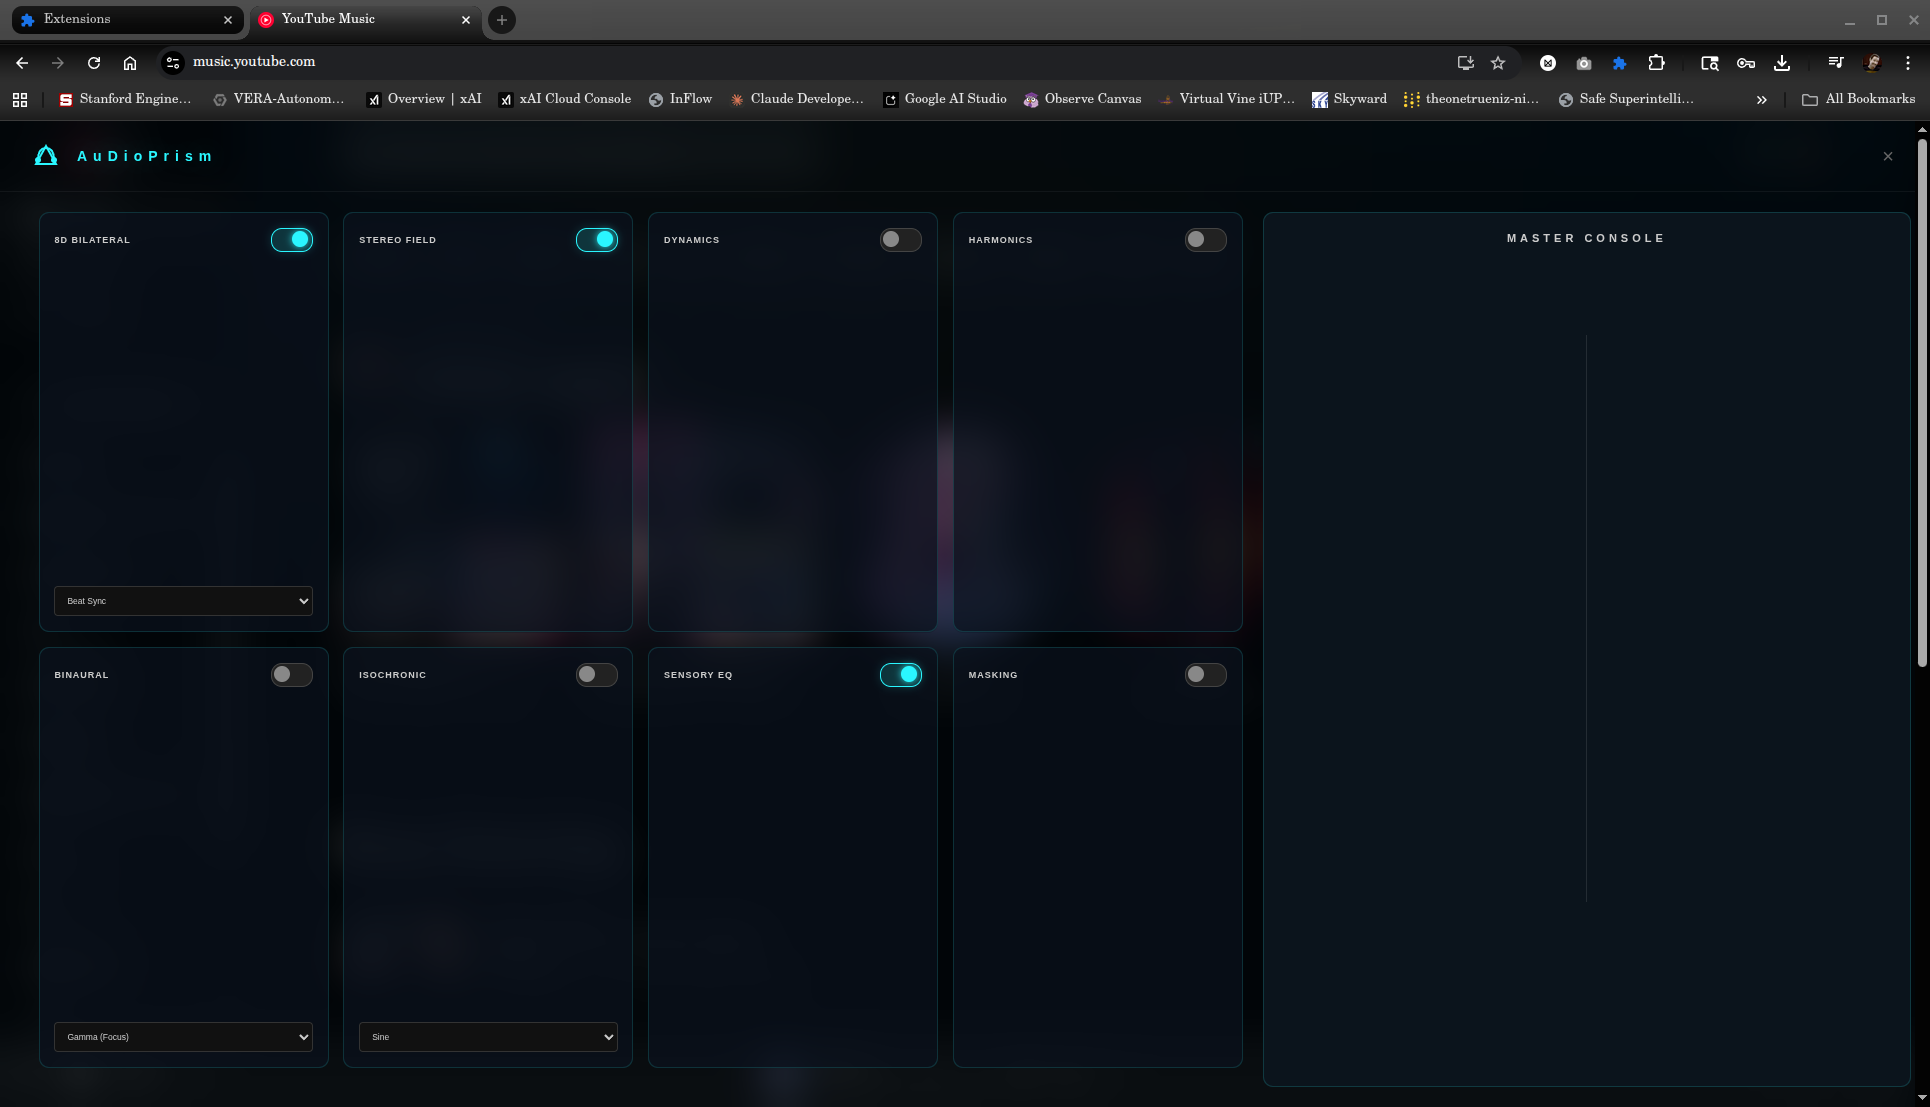 Extensions
YouTube Music
music.youtube.com
Stanford Engine...
VERA-Autonom...
Overview | xAI
xAI Cloud Console
InFlow
Claude Develope...
Google AI Studio
Observe Canvas
Virtual Vine iUP...
Skyward
theonetrueniz-ni...
Safe Superintelli...
All Bookmarks
AuDioPrism
8D BILATERAL
STEREO FIELD
DYNAMICS
HARMONICS
MASTER CONSOLE
Beat Sync
BINAURAL
ISOCHRONIC
SENSORY EQ
MASKING
Gamma (Focus)
Sine